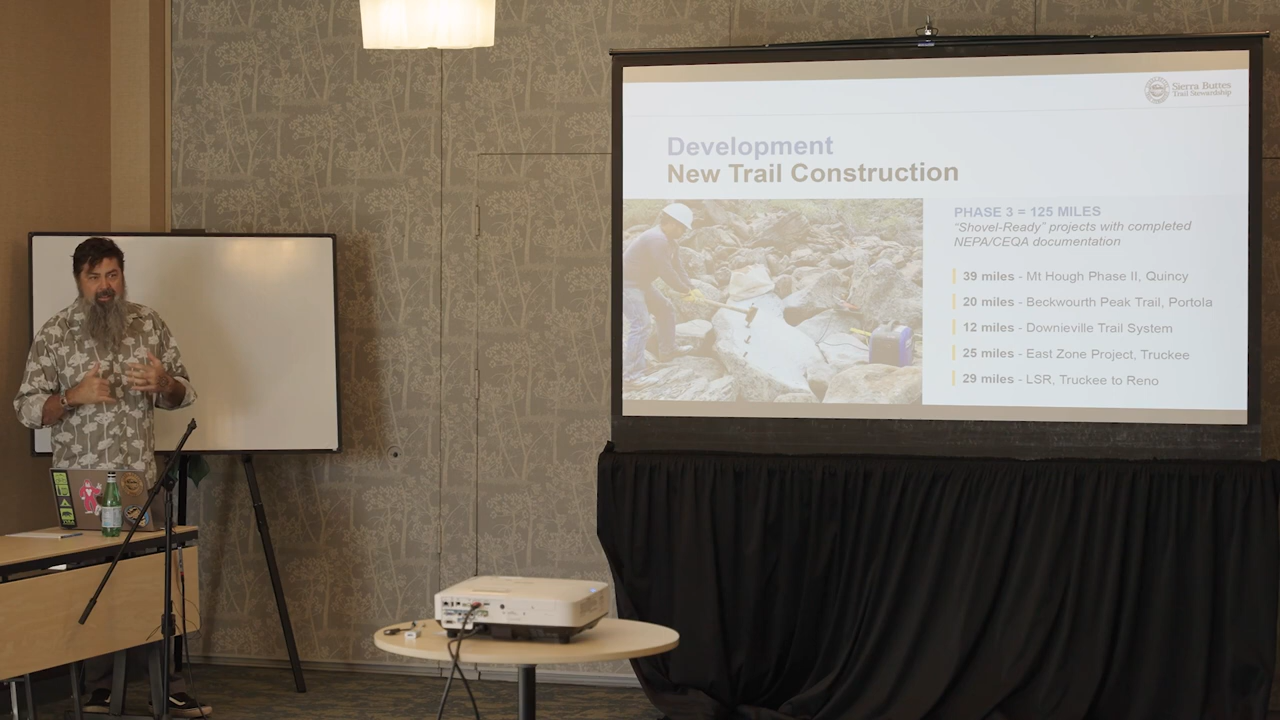 Sierra Buttes
Trail Stewardship
Development
New Trail Construction
PHASE 3 = 125 MILES
“Shovel-Ready” projects with completed
NEPA/CEQA documentation
39 miles - Mt Hough Phase II, Quincy
20 miles - Beckwourth Peak Trail, Portola
12 miles - Downieville Trail System
25 miles - East Zone Project, Truckee
29 miles - LSR, Truckee to Reno